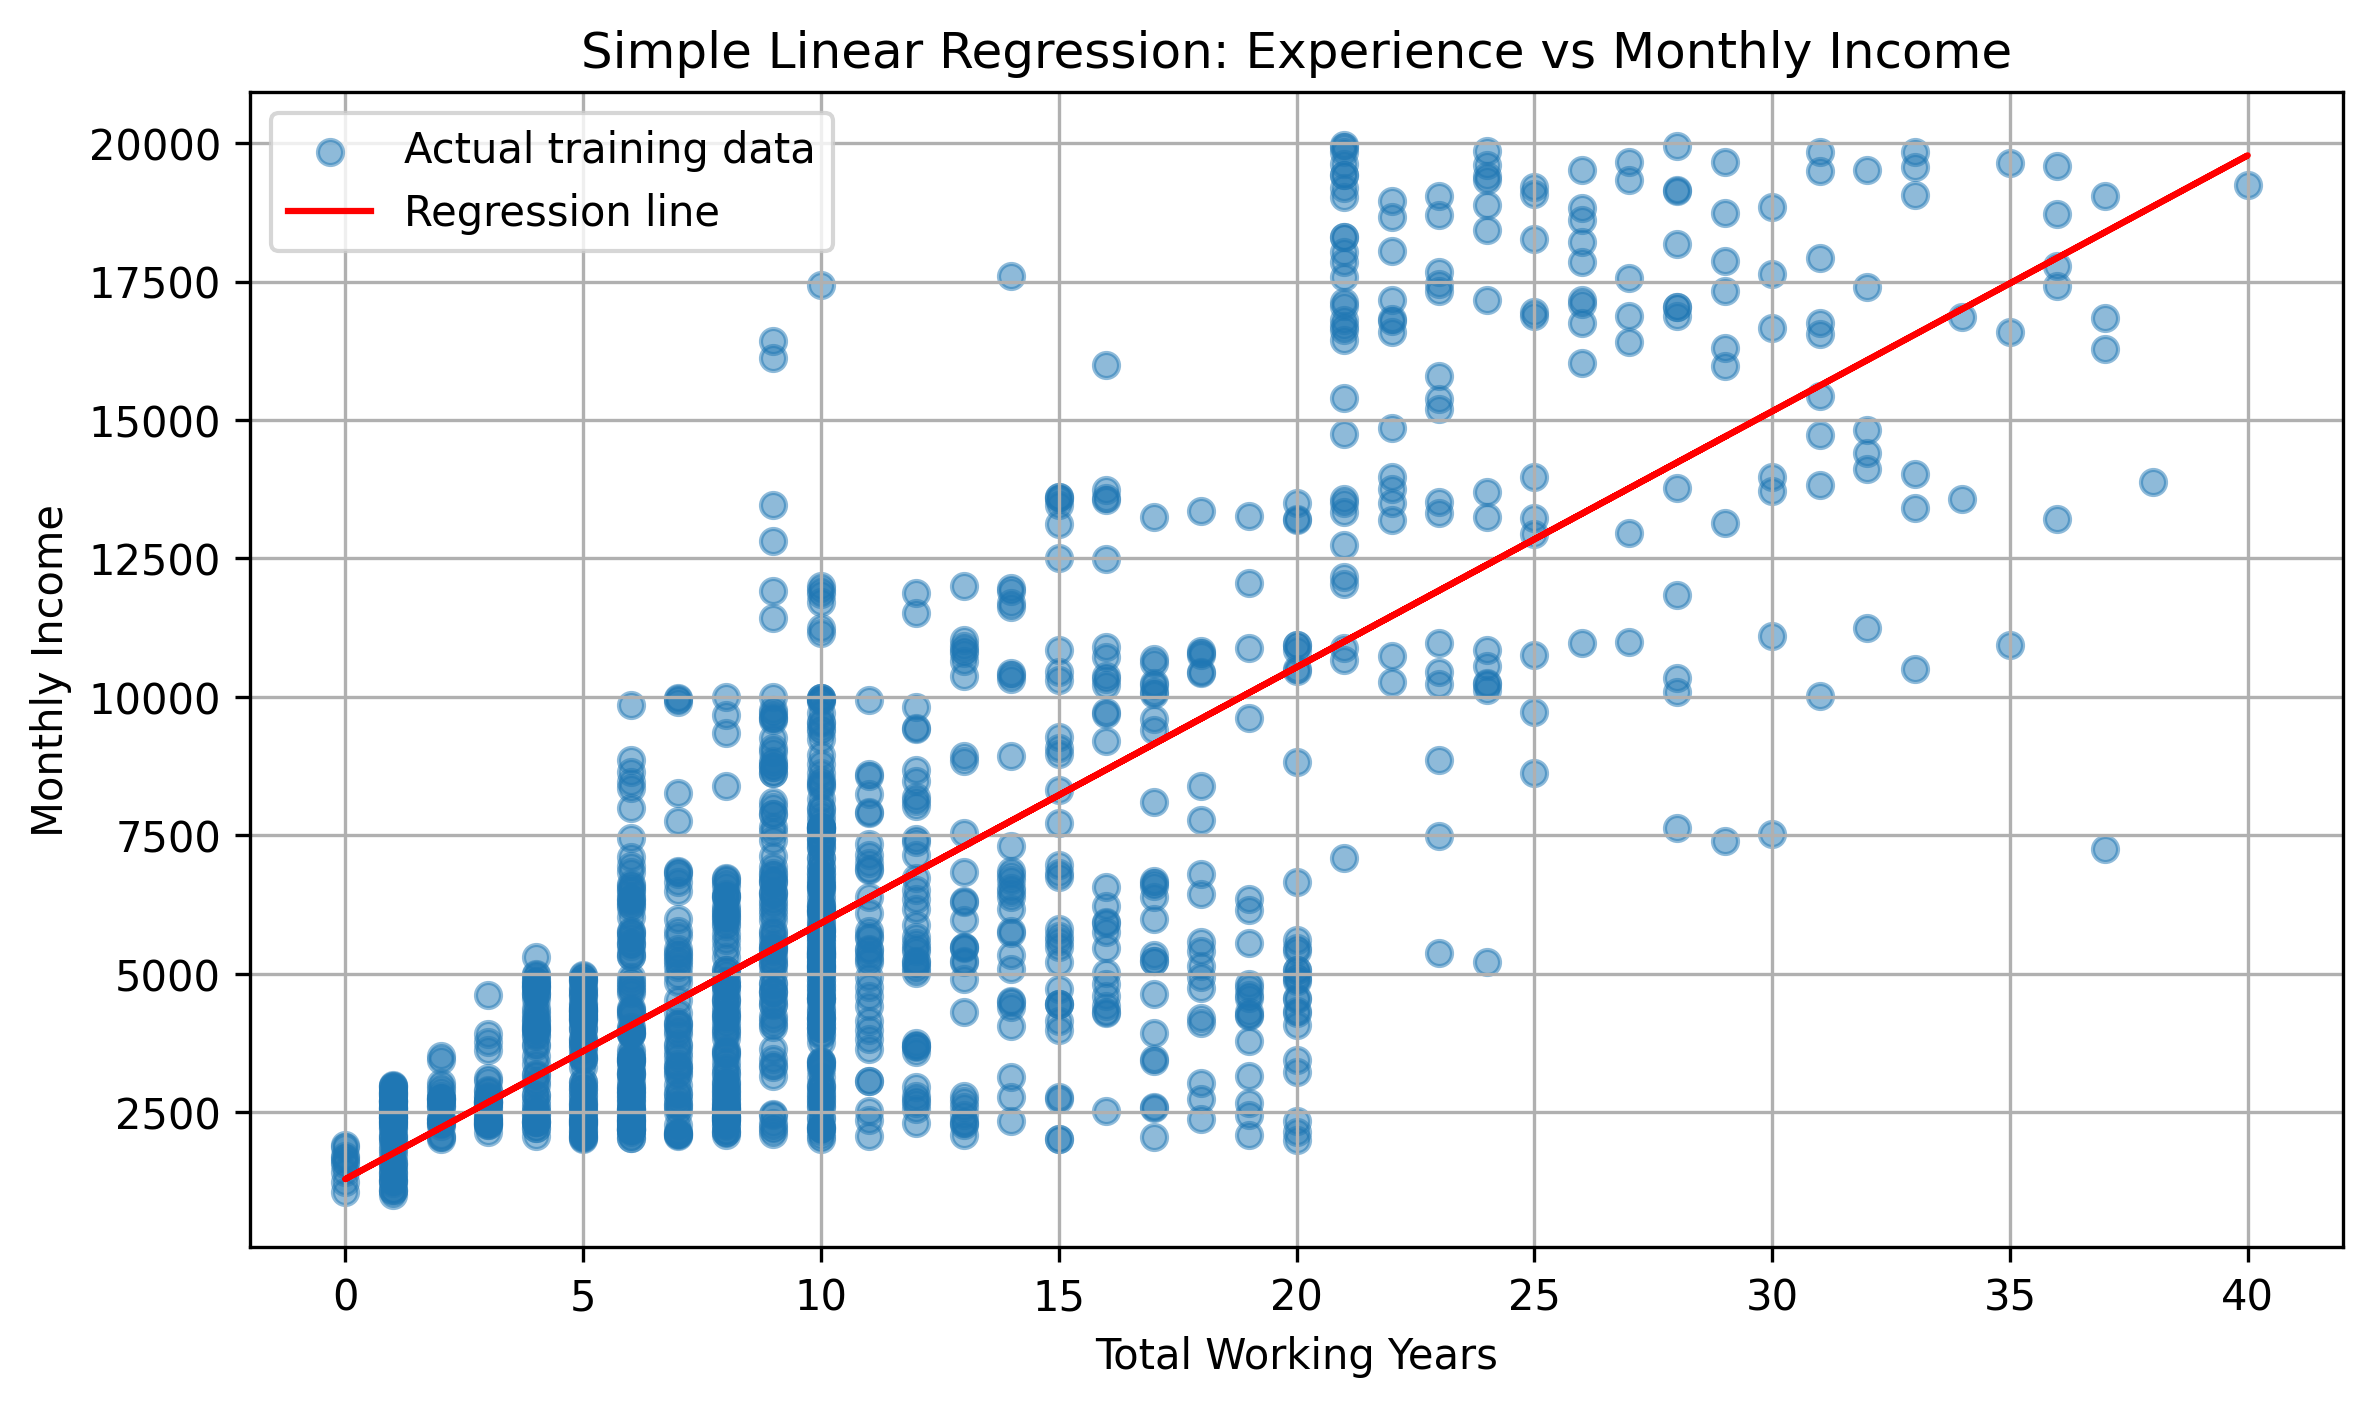 Simple Linear Regression: Experience vs Monthly Income
Actual training data
Regression line
Monthly Income
20000
17500
15000
12500
10000
7500
5000
2500
0 5 10 15 20 25 30 35 40
Total Working Years